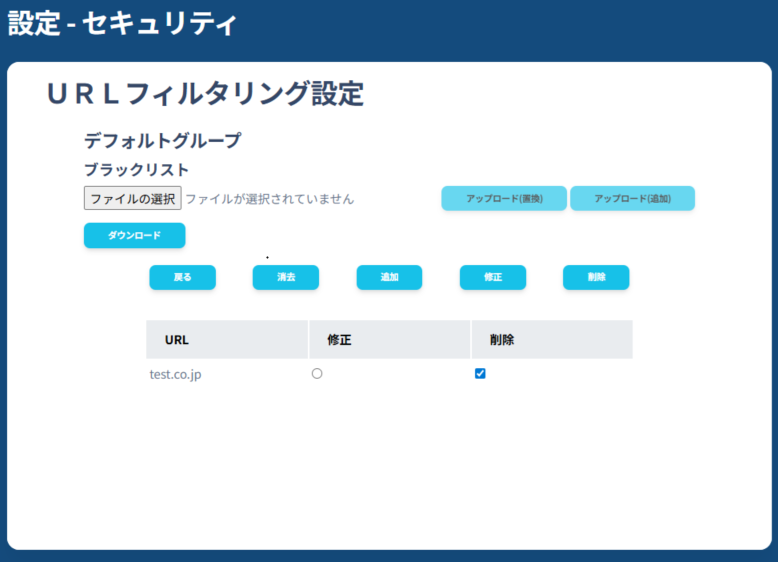 設定 - セキュリティ
ＵＲＬフィルタリング設定
デフォルトグループ
ブラックリスト
ファイルの選択 ファイルが選択されていません アップロード(置換) アップロード(追加)
ダウンロード
戻る 消去 追加 修正 削除
URL 修正 削除
test.co.jp